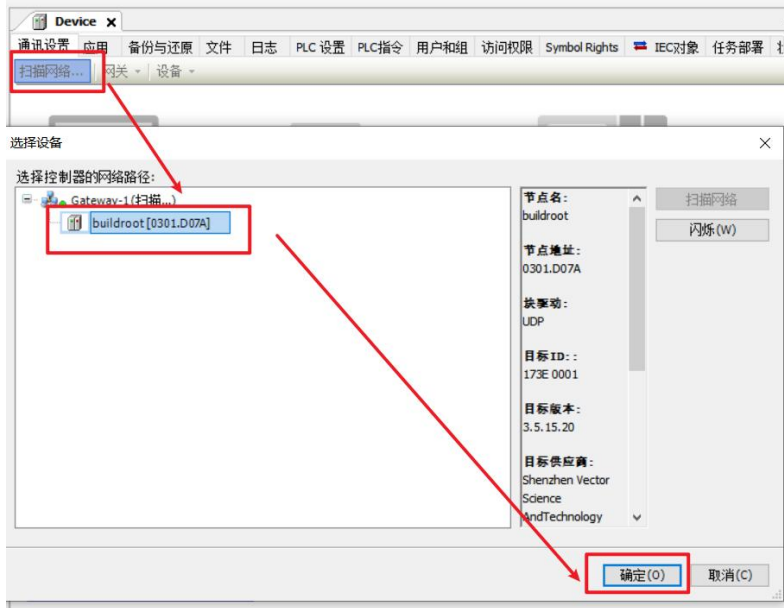 Device
通讯设置 应用 备份与还原 文件 日志 PLC 设置 PLC指令 用户和组 访问权限 Symbol Rights IEC对象 任务部署
扫描网络... 网关 设备
选择设备
选择控制器的网络路径:
Gateway-1(扫描...)
buildroot [0301.D07A]
节点名:
buildroot
节点地址:
0301.D07A
块驱动:
UDP
目标ID: :
173E 0001
目标版本:
3.5.15.20
目标供应商:
Shenzhen Vector
Science
AndTechnology
扫描网络
闪烁(W)
确定(O) 取消(C)